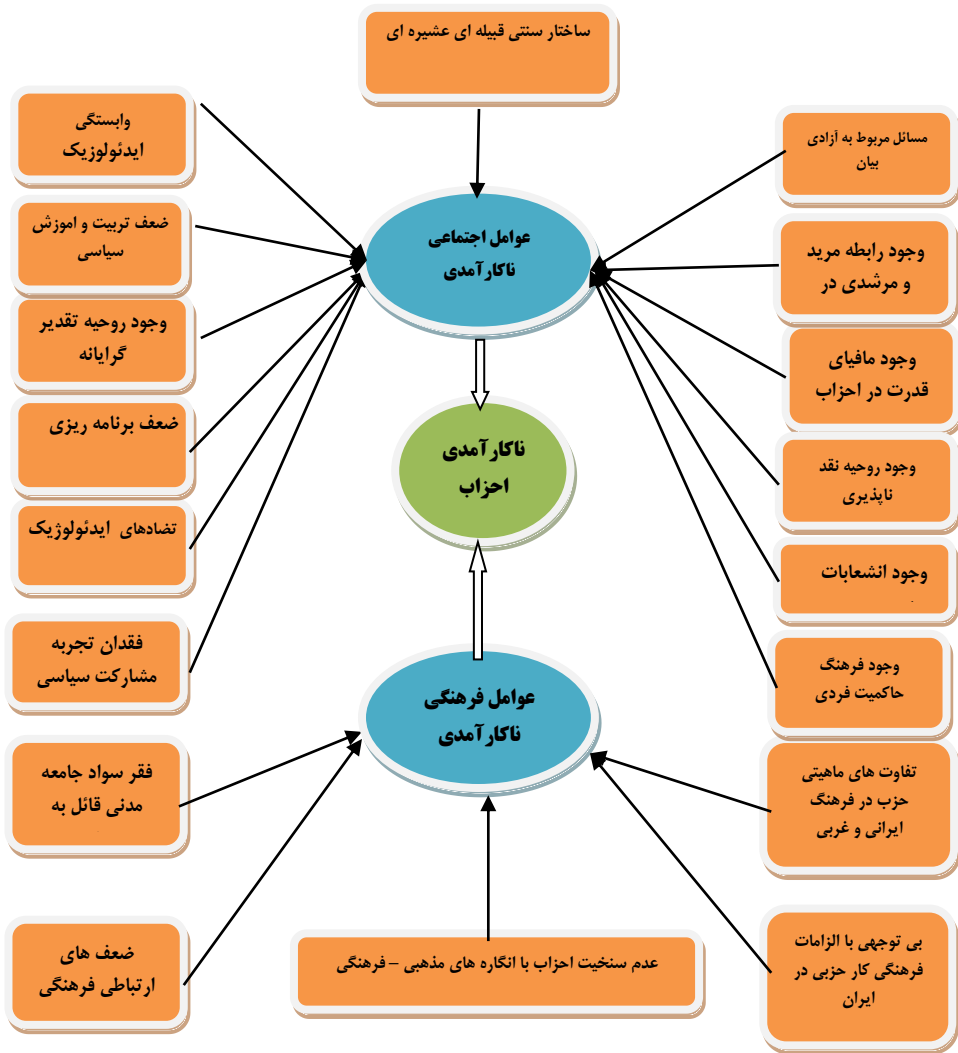 ساختار سنتی قبیله ای عشیره ای
مسائل مربوط به آزادی
بیان
وجود رابطه مرید
و مرشدی در
وجود مافیای
قدرت در احزاب
وجود روحیه نقد
ناپذیری
وجود انشعابات
وجود فرهنگ
حاکمیت فردی
وابستگی
ایدئولوزیک
ضعف تربیت و اموزش
سیاسی
وجود روحیه تقدیر
گرایانه
ضعف برنامه ریزی
تضادهای ایدئولوژیک
فقدان تجربه
مشارکت سیاسی
عوامل اجتماعی
ناکارآمدی
ناکارآمدی
احزاب
عوامل فرهنگی
ناکارآمدی
تفاوت های ماهیتی
حزب در فرهنگ
ایرانی و غربی
بی توجهی با الزامات
فرهنگی کار حزبی در
ایران
عدم سنخیت احزاب با انگاره های مذهبی – فرهنگی
فقر سواد جامعه
مدنی قائل به
ضعف های
ارتباطی فرهنگی